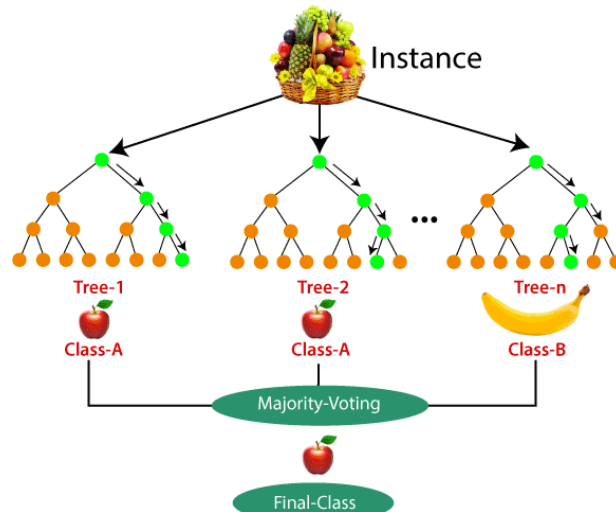 Instance
...
Tree-1
Tree-2
Tree-n
Class-A
Class-A
Class-B
Majority-Voting
Final-Class